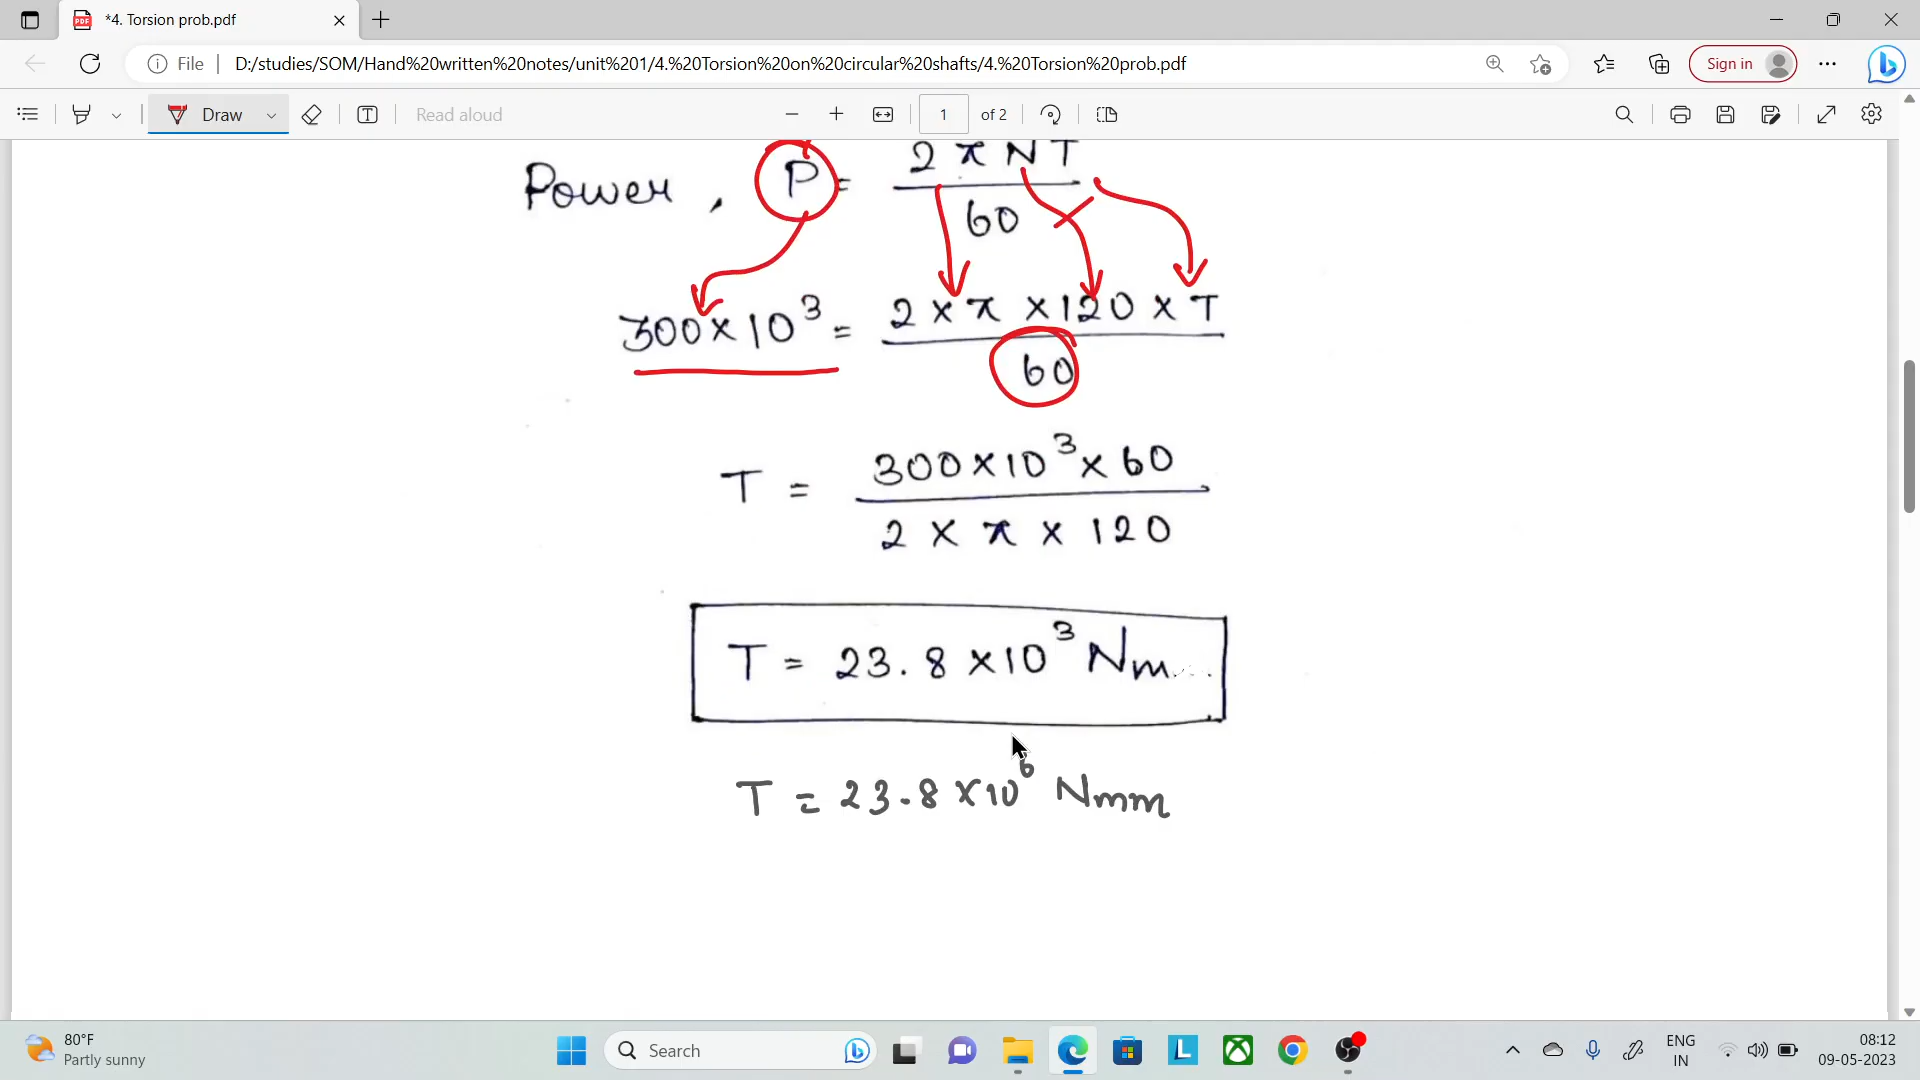 *4. Torsion prob.pdf
File
D:/studies/SOM/Hand%20written%20notes/unit%201/4.%20Torsion%20on%20circular%20shafts/4.%20Torsion%20prob.pdf
Sign in
Draw
Read aloud
1
of 2
Power, P = 2 π N T / 60
300×10³ = 2 × π × 120 × T / 60
T = 300×10³×60 / 2 × π × 120
T = 23.8 ×10³ Nm
T = 23.8 ×10⁶ Nmm
80°F
Partly sunny
Search
ENG
IN
08:12
09-05-2023